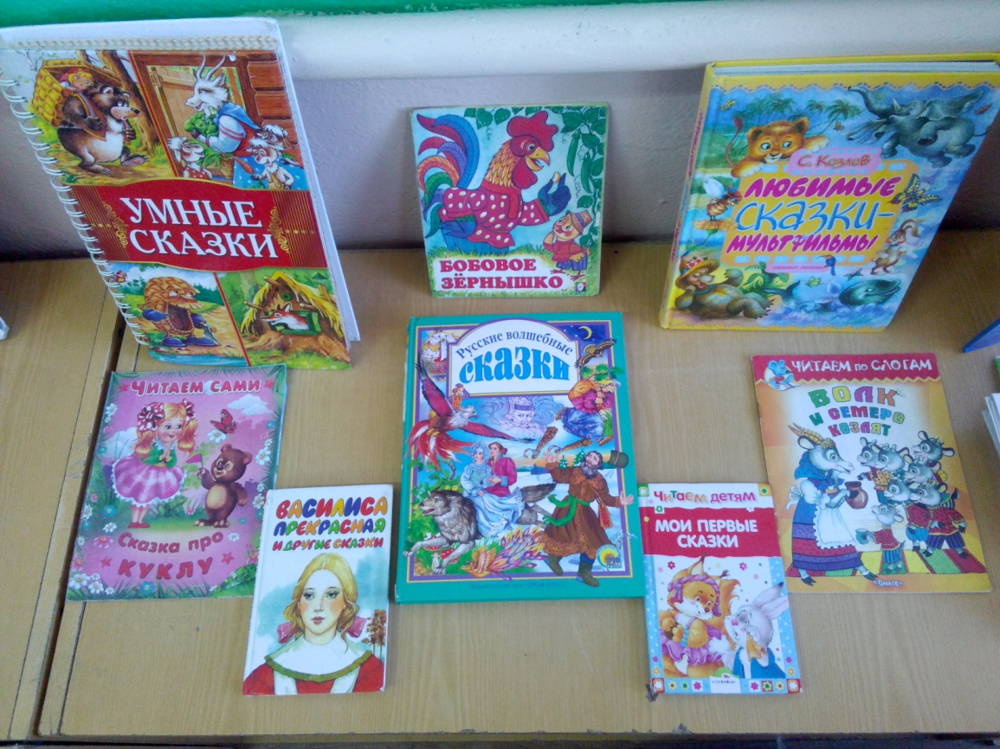 УМНЫЕ
СКАЗКИ
БОБОВОЕ
ЗЁРНЫШКО
С. Козлов
ЛЮБИМЫЕ
СКАЗКИ-
МУЛЬТФИЛЬМЫ
Читаем сами
Сказка про
куклу
Василиса
Прекрасная
и другие сказки
Русские волшебные
сказки
Читаем детям
МОИ ПЕРВЫЕ
СКАЗКИ
Читаем по слогам
ВОЛК
И СЕМЕРО
КОЗЛЯТ
«Омега»